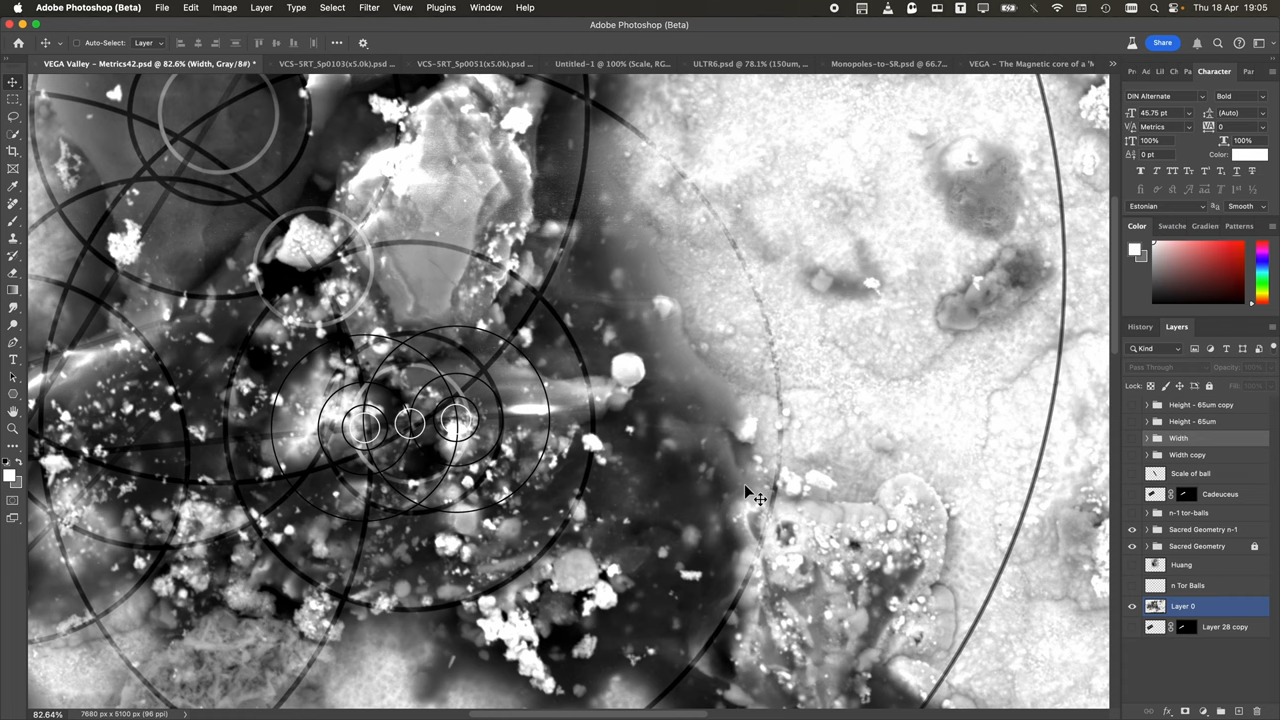 Adobe Photoshop (Beta) File Edit Image Layer Type Select Filter View Plugins Window Help Thu 18 Apr 19:05
Adobe Photoshop (Beta)
Auto-Select: Layer Share
VEGA Valley – Metrics42.psd @ 82.6% (Width, Gray/8#) * VCS-5RT_Sp0103(x5.0k).psd ... VCS-5RT_Sp0051(x5.0k).psd ... Untitled-1 @ 100% (Scale, RG... ULTR6.psd @ 78.1% (150um, ... Monopoles-to-SR.psd @ 66.7... VEGA – The Magnetic core of a 'M
Character Par
DIN Alternate Bold
45.75 pt (Auto)
Metrics 0
100% 100%
0 pt Color:
Estonian Smooth
Color Swatche Gradien Patterns
History Layers
Kind
Pass Through Opacity: 100%
Lock: Fill: 100%
Height - 65um copy
Height - 65um
Width
Width copy
Scale of ball
Cadeuceus
n-1 tor-balls
Sacred Geometry n-1
Sacred Geometry
Huang
n Tor Balls
Layer 0
Layer 28 copy
82.64% 7680 px x 5100 px (96 ppi)